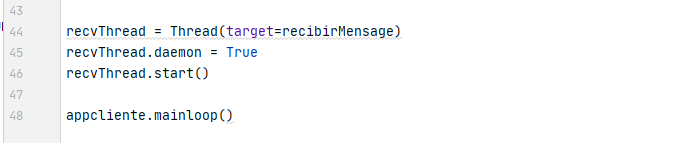 43
44 recvThread = Thread(target=recibirMensage)
45 recvThread.daemon = True
46 recvThread.start()
47
48 appcliente.mainloop()